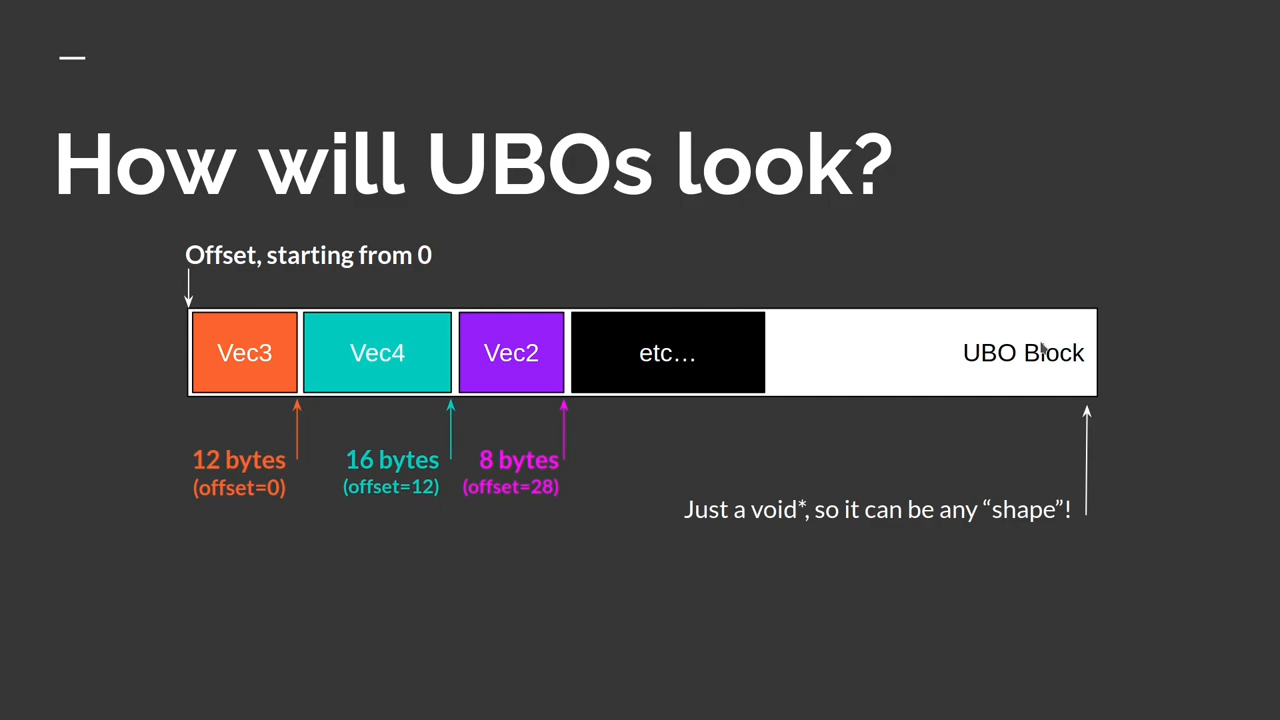 How will UBOs look?
Offset, starting from 0
Vec3 Vec4 Vec2 etc… UBO Block
12 bytes 16 bytes 8 bytes
(offset=0) (offset=12) (offset=28)
Just a void*, so it can be any “shape”!